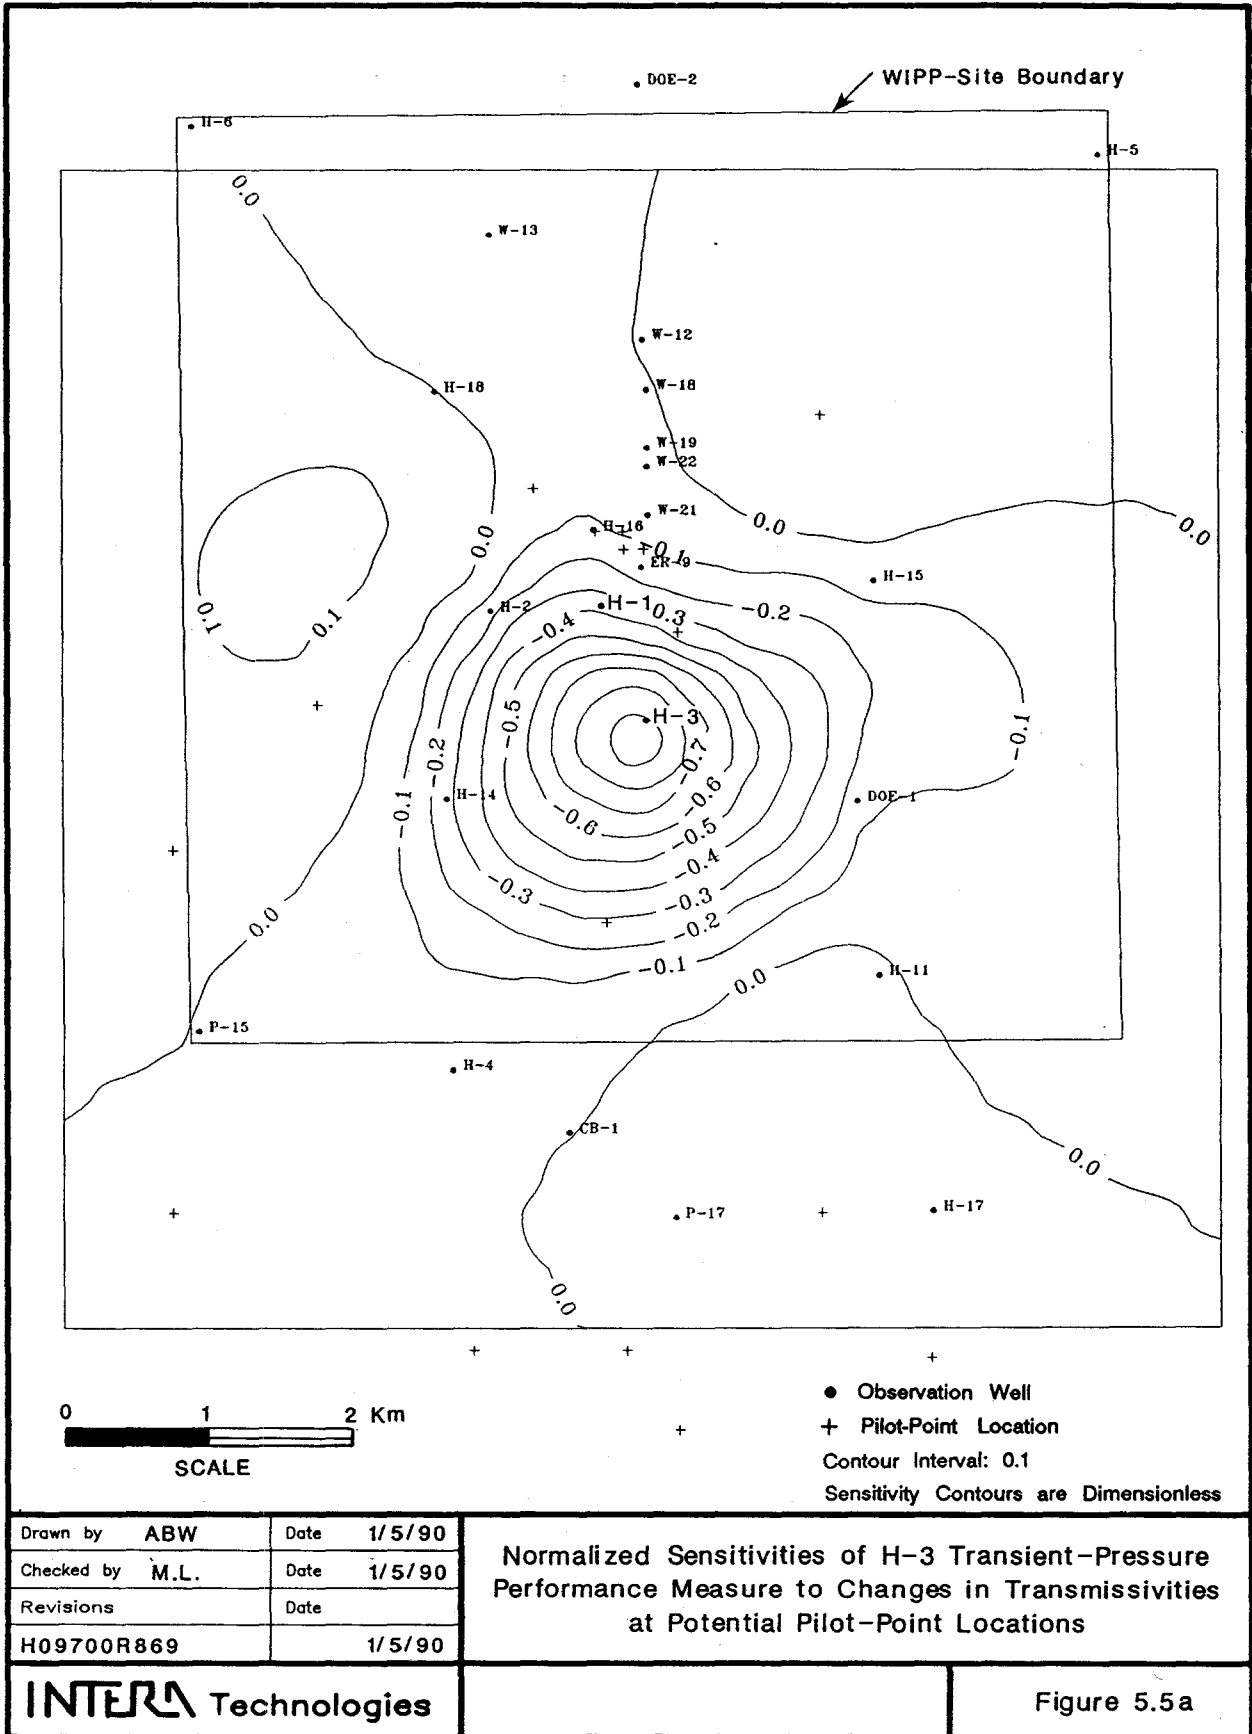 DOE-2
WIPP-Site Boundary
H-6
H-5
0.0
W-13
W-12
H-18
W-18
W-19
W-22
W-21
0.0
0.0
0.0
H-16
-0.1
ER-9
H-15
0.1
0.1
H-2
H-1
0.3
-0.2
-0.4
-0.5
H-3
-0.7
-0.1
-0.2
-0.1
H-14
-0.6
-0.6
DOE-1
-0.5
-0.4
-0.3
-0.3
0.0
-0.2
-0.1
0.0
H-11
P-15
H-4
CB-1
0.0
P-17
H-17
0.0
0 1 2 Km
SCALE
Observation Well
Pilot-Point Location
Contour Interval: 0.1
Sensitivity Contours are Dimensionless
Drawn by ABW Date 1/5/90
Checked by M.L. Date 1/5/90
Revisions Date
H09700R869 1/5/90
Normalized Sensitivities of H-3 Transient-Pressure
Performance Measure to Changes in Transmissivities
at Potential Pilot-Point Locations
INTERA Technologies
Figure 5.5a